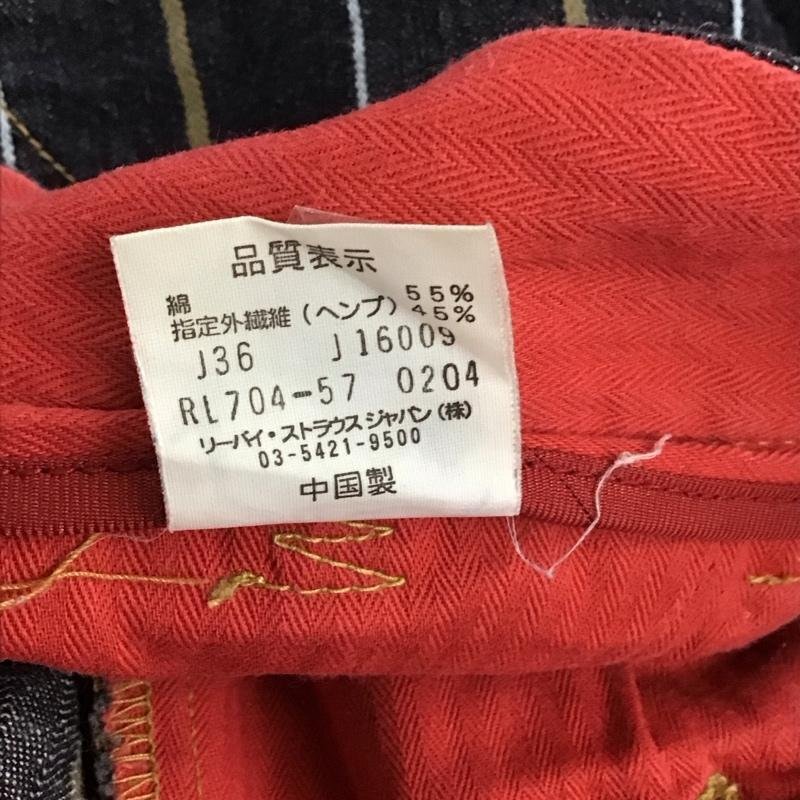 品質表示
綿 55%
指定外繊維（ヘンプ） 45%
J36 J16009
RL704-57 0204
リーバイ・ストラウスジャパン（株）
03-5421-9500
中国製